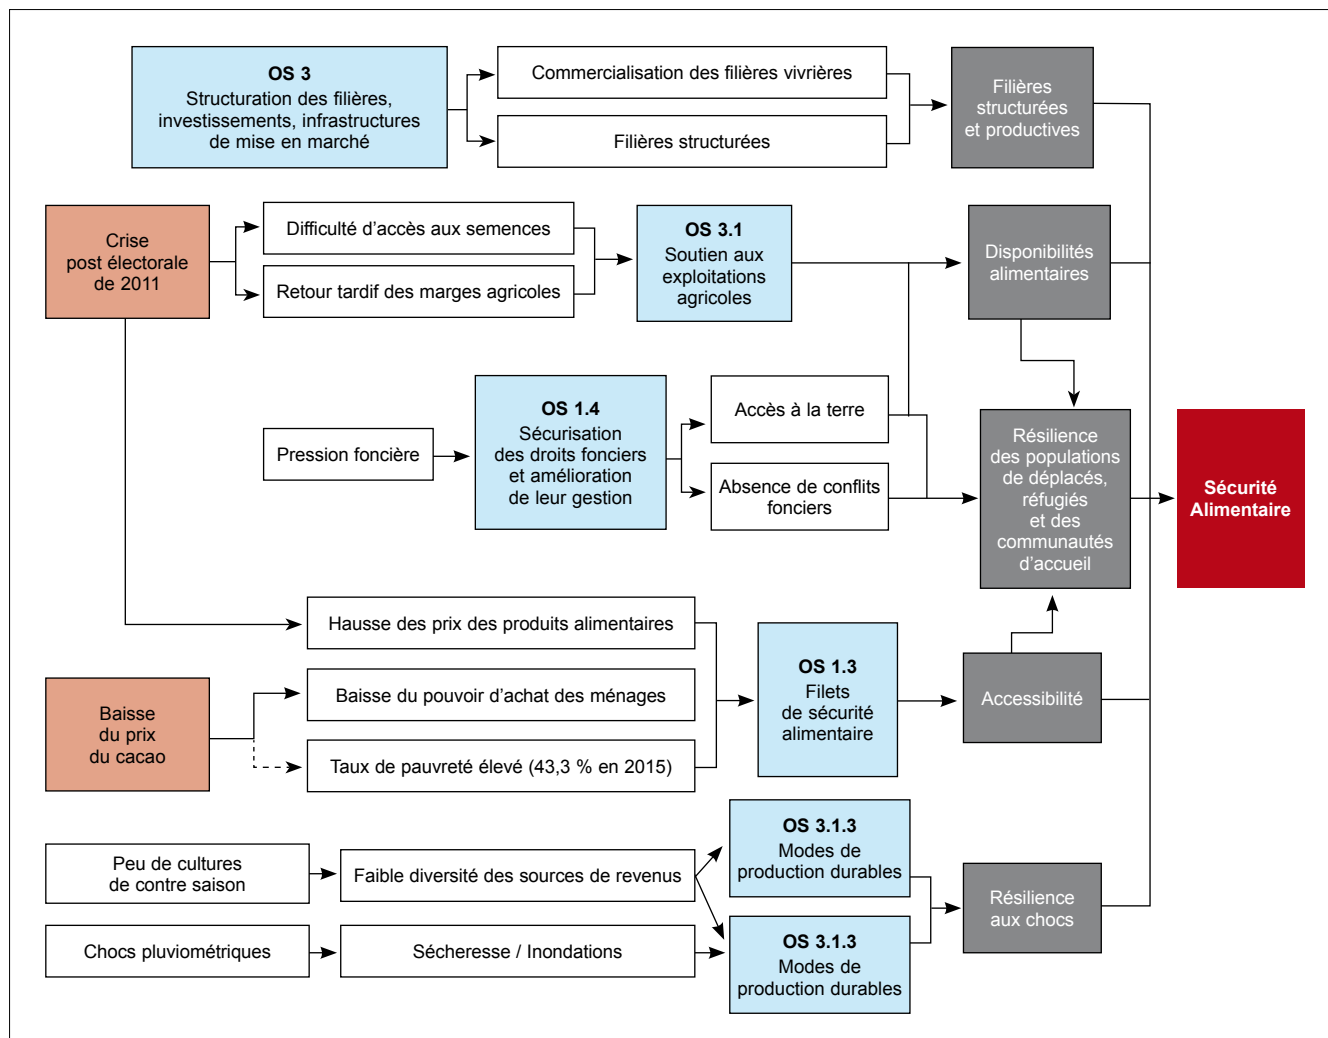 OS 3
Structuration des filières,
investissements, infrastructures
de mise en marché
Commercialisation des filières vivrières
Filières structurées
Filières
structurées
et productives
Crise
post électorale
de 2011
Difficulté d'accès aux semences
Retour tardif des marges agricoles
OS 3.1
Soutien aux
exploitations
agricoles
Disponibilités
alimentaires
Pression foncière
OS 1.4
Sécurisation
des droits fonciers
et amélioration
de leur gestion
Accès à la terre
Absence de conflits
fonciers
Résilience
des populations
de déplacés,
réfugiés
et des
communautés
d'accueil
Sécurité
Alimentaire
Hausse des prix des produits alimentaires
Baisse
du prix
du cacao
Baisse du pouvoir d'achat des ménages
Taux de pauvreté élevé (43,3 % en 2015)
OS 1.3
Filets
de sécurité
alimentaire
Accessibilité
Peu de cultures
de contre saison
Faible diversité des sources de revenus
OS 3.1.3
Modes de
production durables
Chocs pluviométriques
Sécheresse / Inondations
OS 3.1.3
Modes de
production durables
Résilience
aux chocs